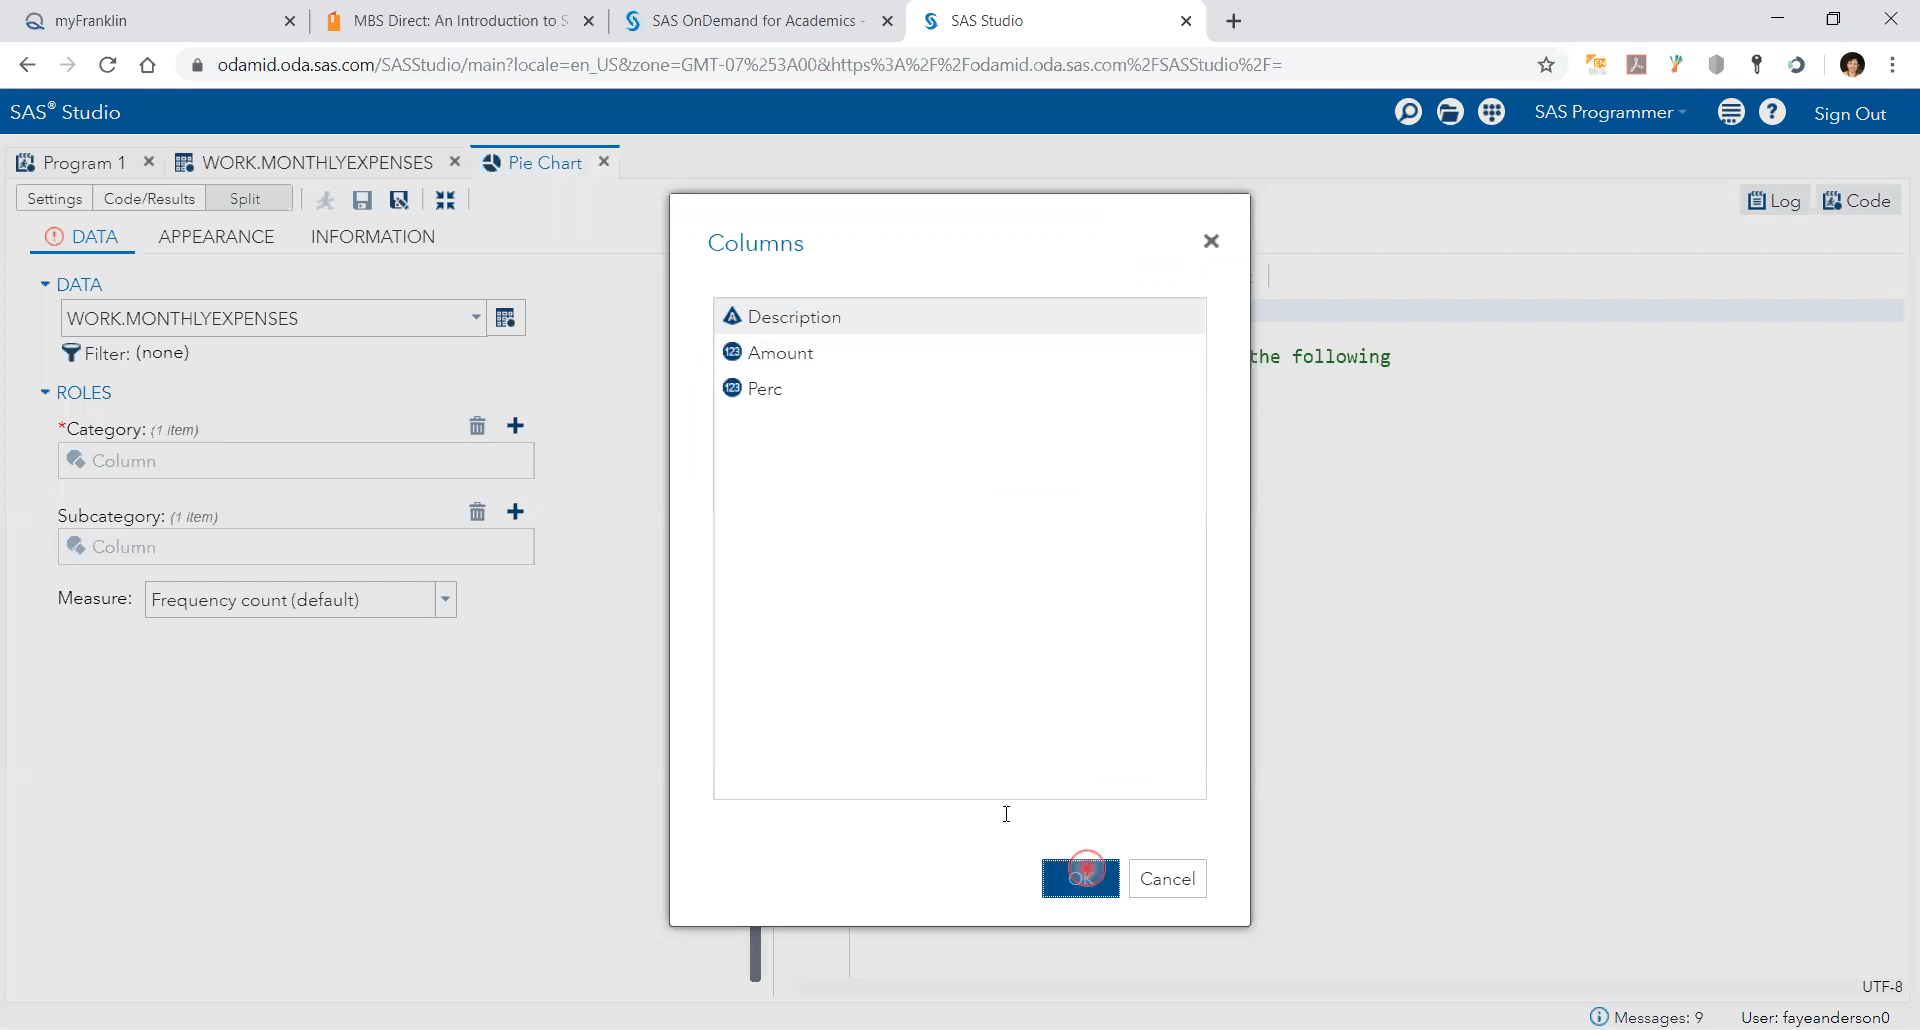 myFranklin
MBS Direct: An Introduction to S
SAS OnDemand for Academics -
SAS Studio
odamid.oda.sas.com/SASStudio/main?locale=en_US&zone=GMT-07%253A00&https%3A%2F%2Fodamid.oda.sas.com%2FSASStudio%2F=
SAS® Studio
SAS Programmer
Sign Out
Program 1
WORK.MONTHLYEXPENSES
Pie Chart
Settings
Code/Results
Split
Log
Code
DATA
APPEARANCE
INFORMATION
DATA
WORK.MONTHLYEXPENSES
Filter: (none)
ROLES
*Category: (1 item)
Column
Subcategory: (1 item)
Column
Measure:
Frequency count (default)
Columns
Description
123 Amount
123 Perc
OK
Cancel
the following
UTF-8
Messages: 9
User: fayeanderson0